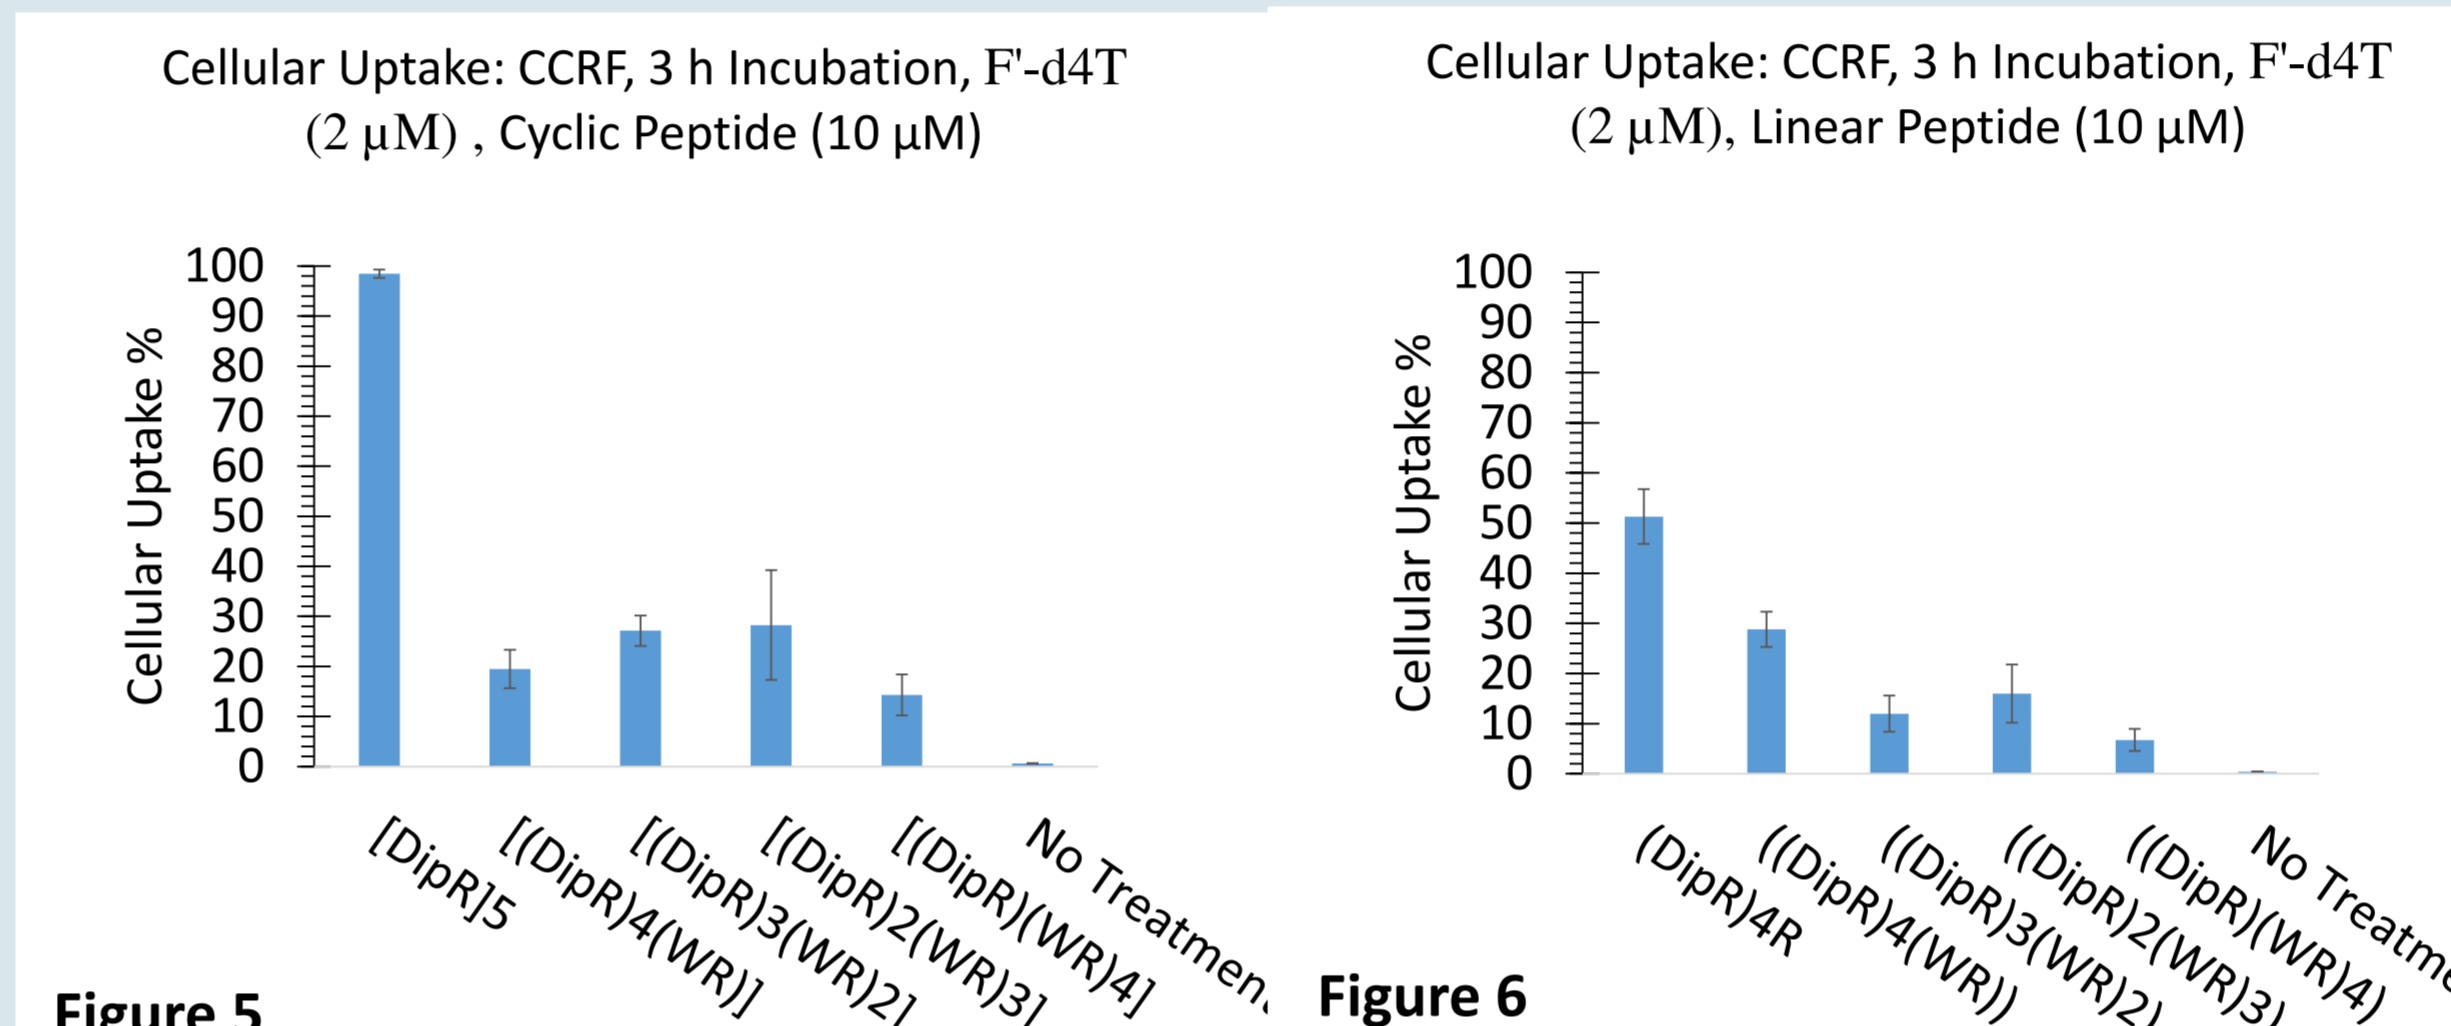 Cellular Uptake: CCRF, 3 h Incubation, F'-d4T
(2 µM) , Cyclic Peptide (10 µM)
Cellular Uptake %
100
90
80
70
60
50
40
30
20
10
0
[DipR]5
[(DipR)4(WR)]
[(DipR)3(WR)2]
[(DipR)2(WR)3]
[(DipR)(WR)4]
No Treatment
Figure 5
Cellular Uptake: CCRF, 3 h Incubation, F'-d4T
(2 µM), Linear Peptide (10 µM)
Cellular Uptake %
100
90
80
70
60
50
40
30
20
10
0
(DipR)4R
((DipR)4(WR))
((DipR)3(WR)2)
((DipR)2(WR)3)
((DipR)(WR)4)
No Treatme
Figure 6